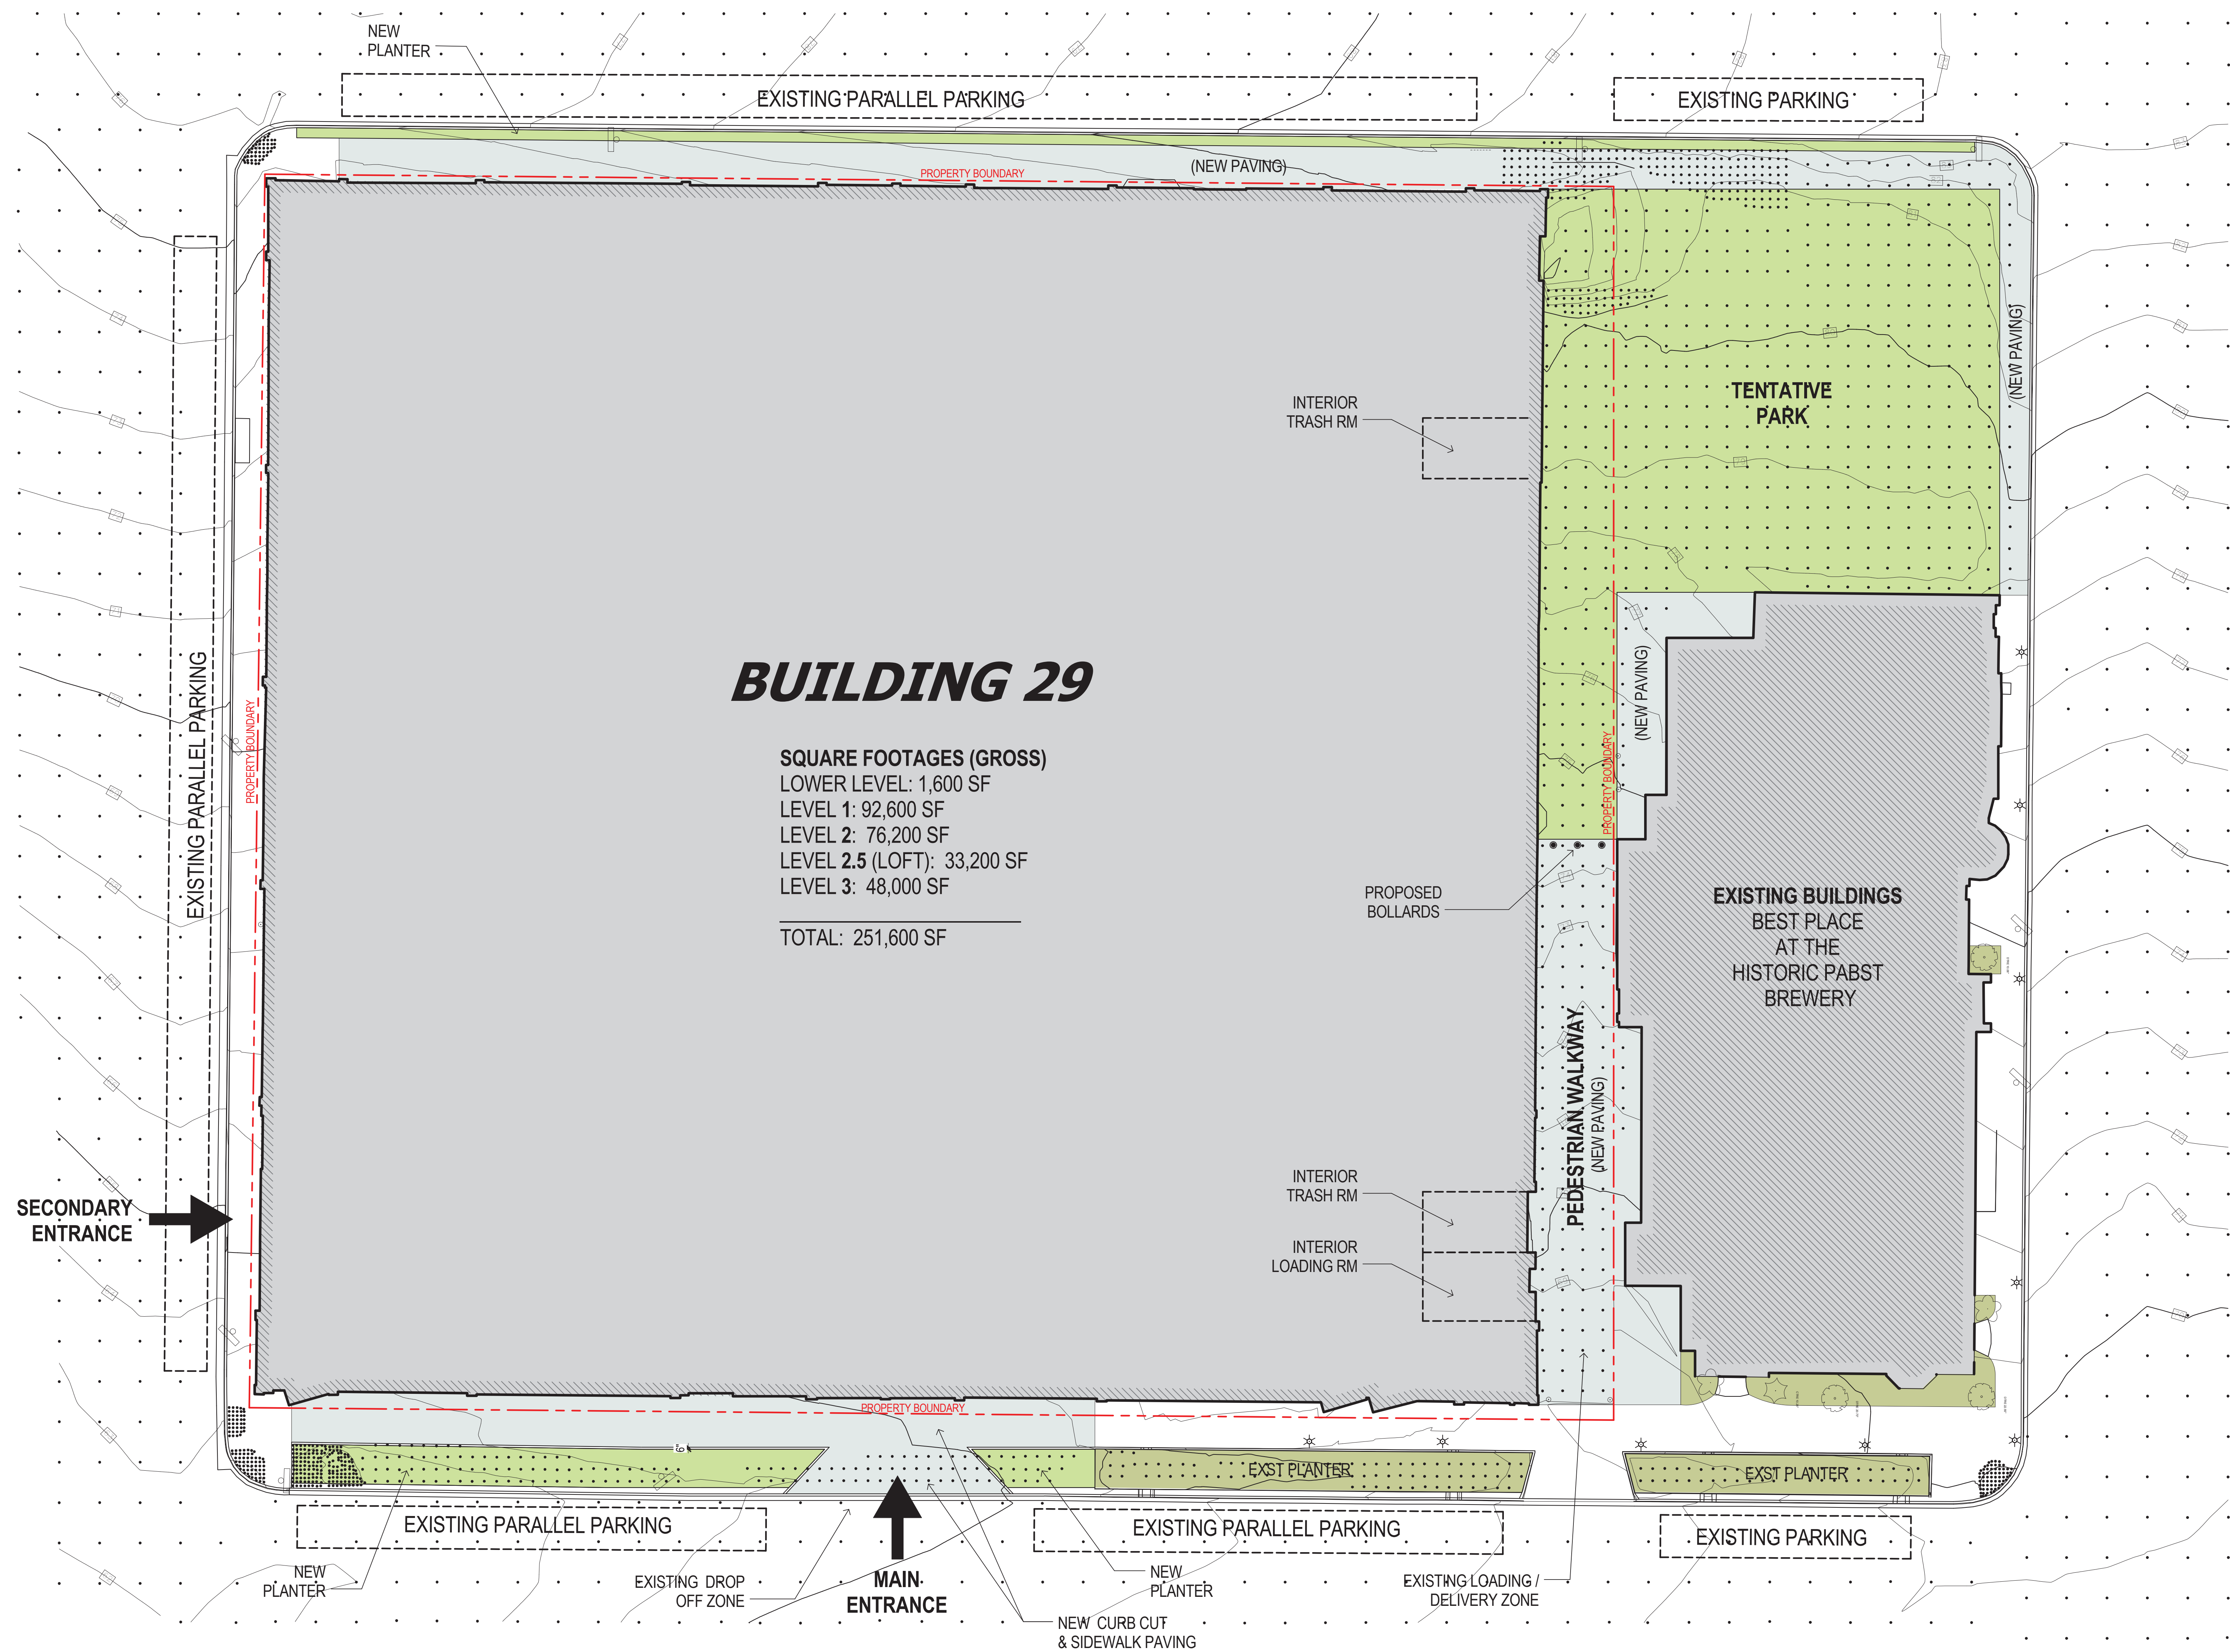 NEW
PLANTER
EXISTING PARALLEL PARKING
EXISTING PARKING
(NEW PAVING)
PROPERTY BOUNDARY
(NEW PAVING)
INTERIOR
TRASH RM
TENTATIVE
PARK
EXISTING PARALLEL PARKING
PROPERTY BOUNDARY
BUILDING 29
SQUARE FOOTAGES (GROSS)
LOWER LEVEL: 1,600 SF
LEVEL 1: 92,600 SF
LEVEL 2: 76,200 SF
LEVEL 2.5 (LOFT): 33,200 SF
LEVEL 3: 48,000 SF
TOTAL: 251,600 SF
(NEW PAVING)
PROPERTY BOUNDARY
PROPOSED
BOLLARDS
EXISTING BUILDINGS
BEST PLACE
AT THE
HISTORIC PABST
BREWERY
PEDESTRIAN WALKWAY
(NEW PAVING)
INTERIOR
TRASH RM
INTERIOR
LOADING RM
SECONDARY
ENTRANCE
PROPERTY BOUNDARY
EXST PLANTER
EXST PLANTER
EXISTING PARALLEL PARKING
EXISTING PARALLEL PARKING
EXISTING PARKING
NEW
PLANTER
EXISTING DROP
OFF ZONE
MAIN
ENTRANCE
NEW
PLANTER
EXISTING LOADING /
DELIVERY ZONE
NEW CURB CUT
& SIDEWALK PAVING